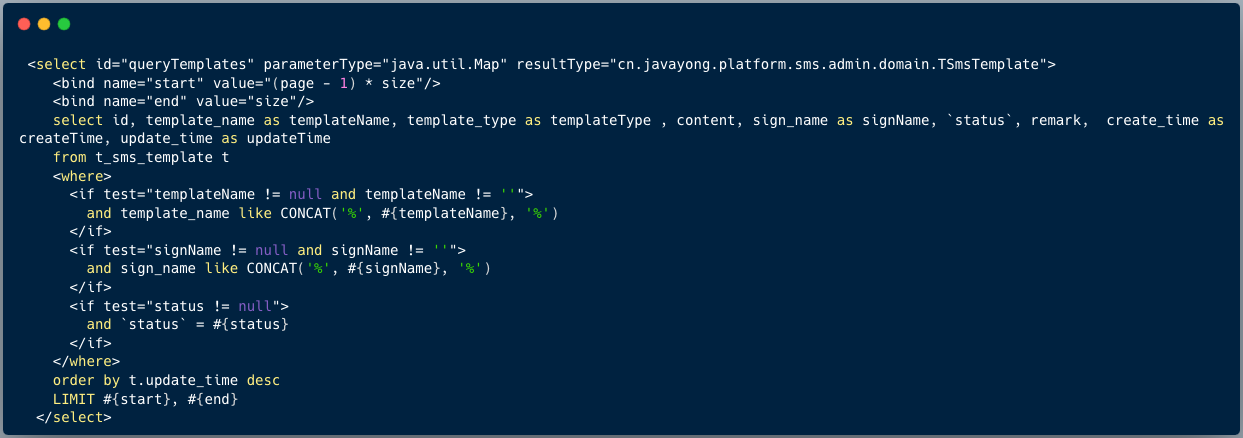 <select id="queryTemplates" parameterType="java.util.Map" resultType="cn.javayong.platform.sms.admin.domain.TSmsTemplate">
<bind name="start" value="(page - 1) * size"/>
<bind name="end" value="size"/>
select id, template_name as templateName, template_type as templateType , content, sign_name as signName, `status`, remark,  create_time as
createTime, update_time as updateTime
from t_sms_template t
<where>
<if test="templateName != null and templateName != ''">
and template_name like CONCAT('%', #{templateName}, '%')
</if>
<if test="signName != null and signName != ''">
and sign_name like CONCAT('%', #{signName}, '%')
</if>
<if test="status != null">
and `status` = #{status}
</if>
</where>
order by t.update_time desc
LIMIT #{start}, #{end}
</select>